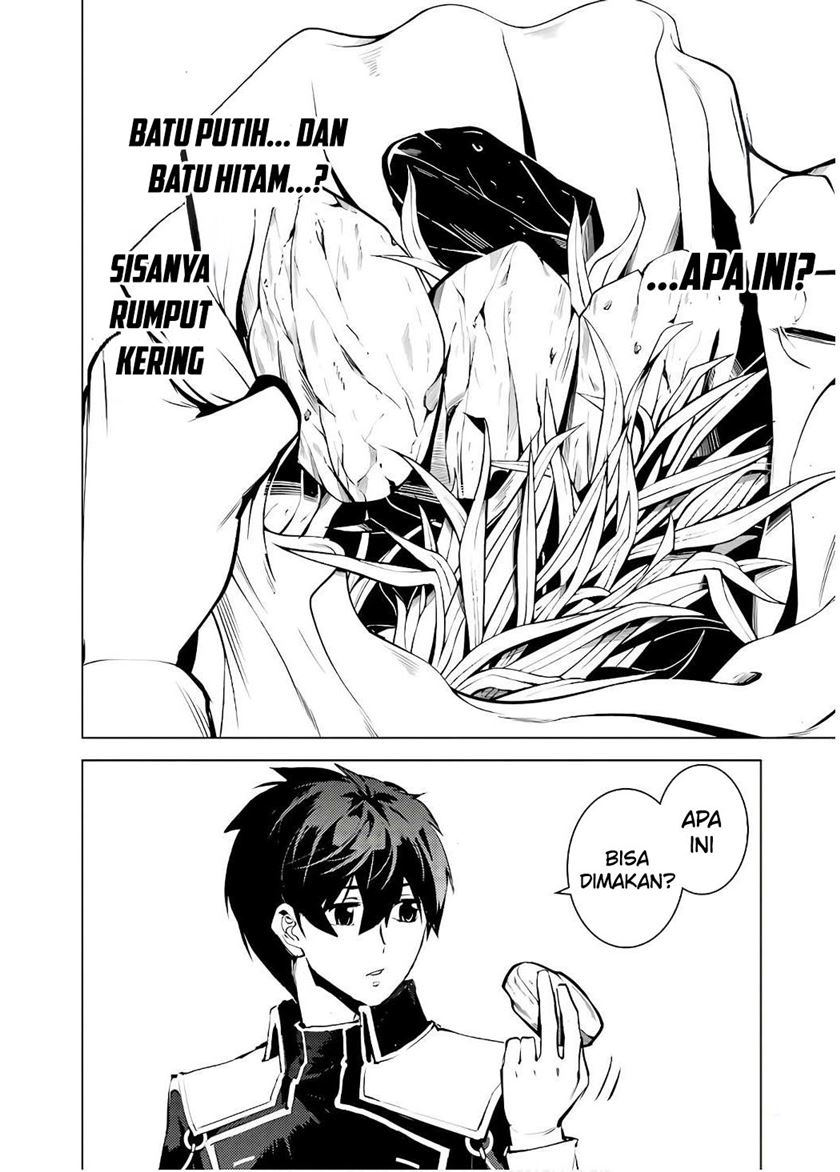 ...APA INI?
BATU PUTIH... DAN
BATU HITAM...?
SISANYA
RUMPUT
KERING
APA
INI
BISA
DIMAKAN?